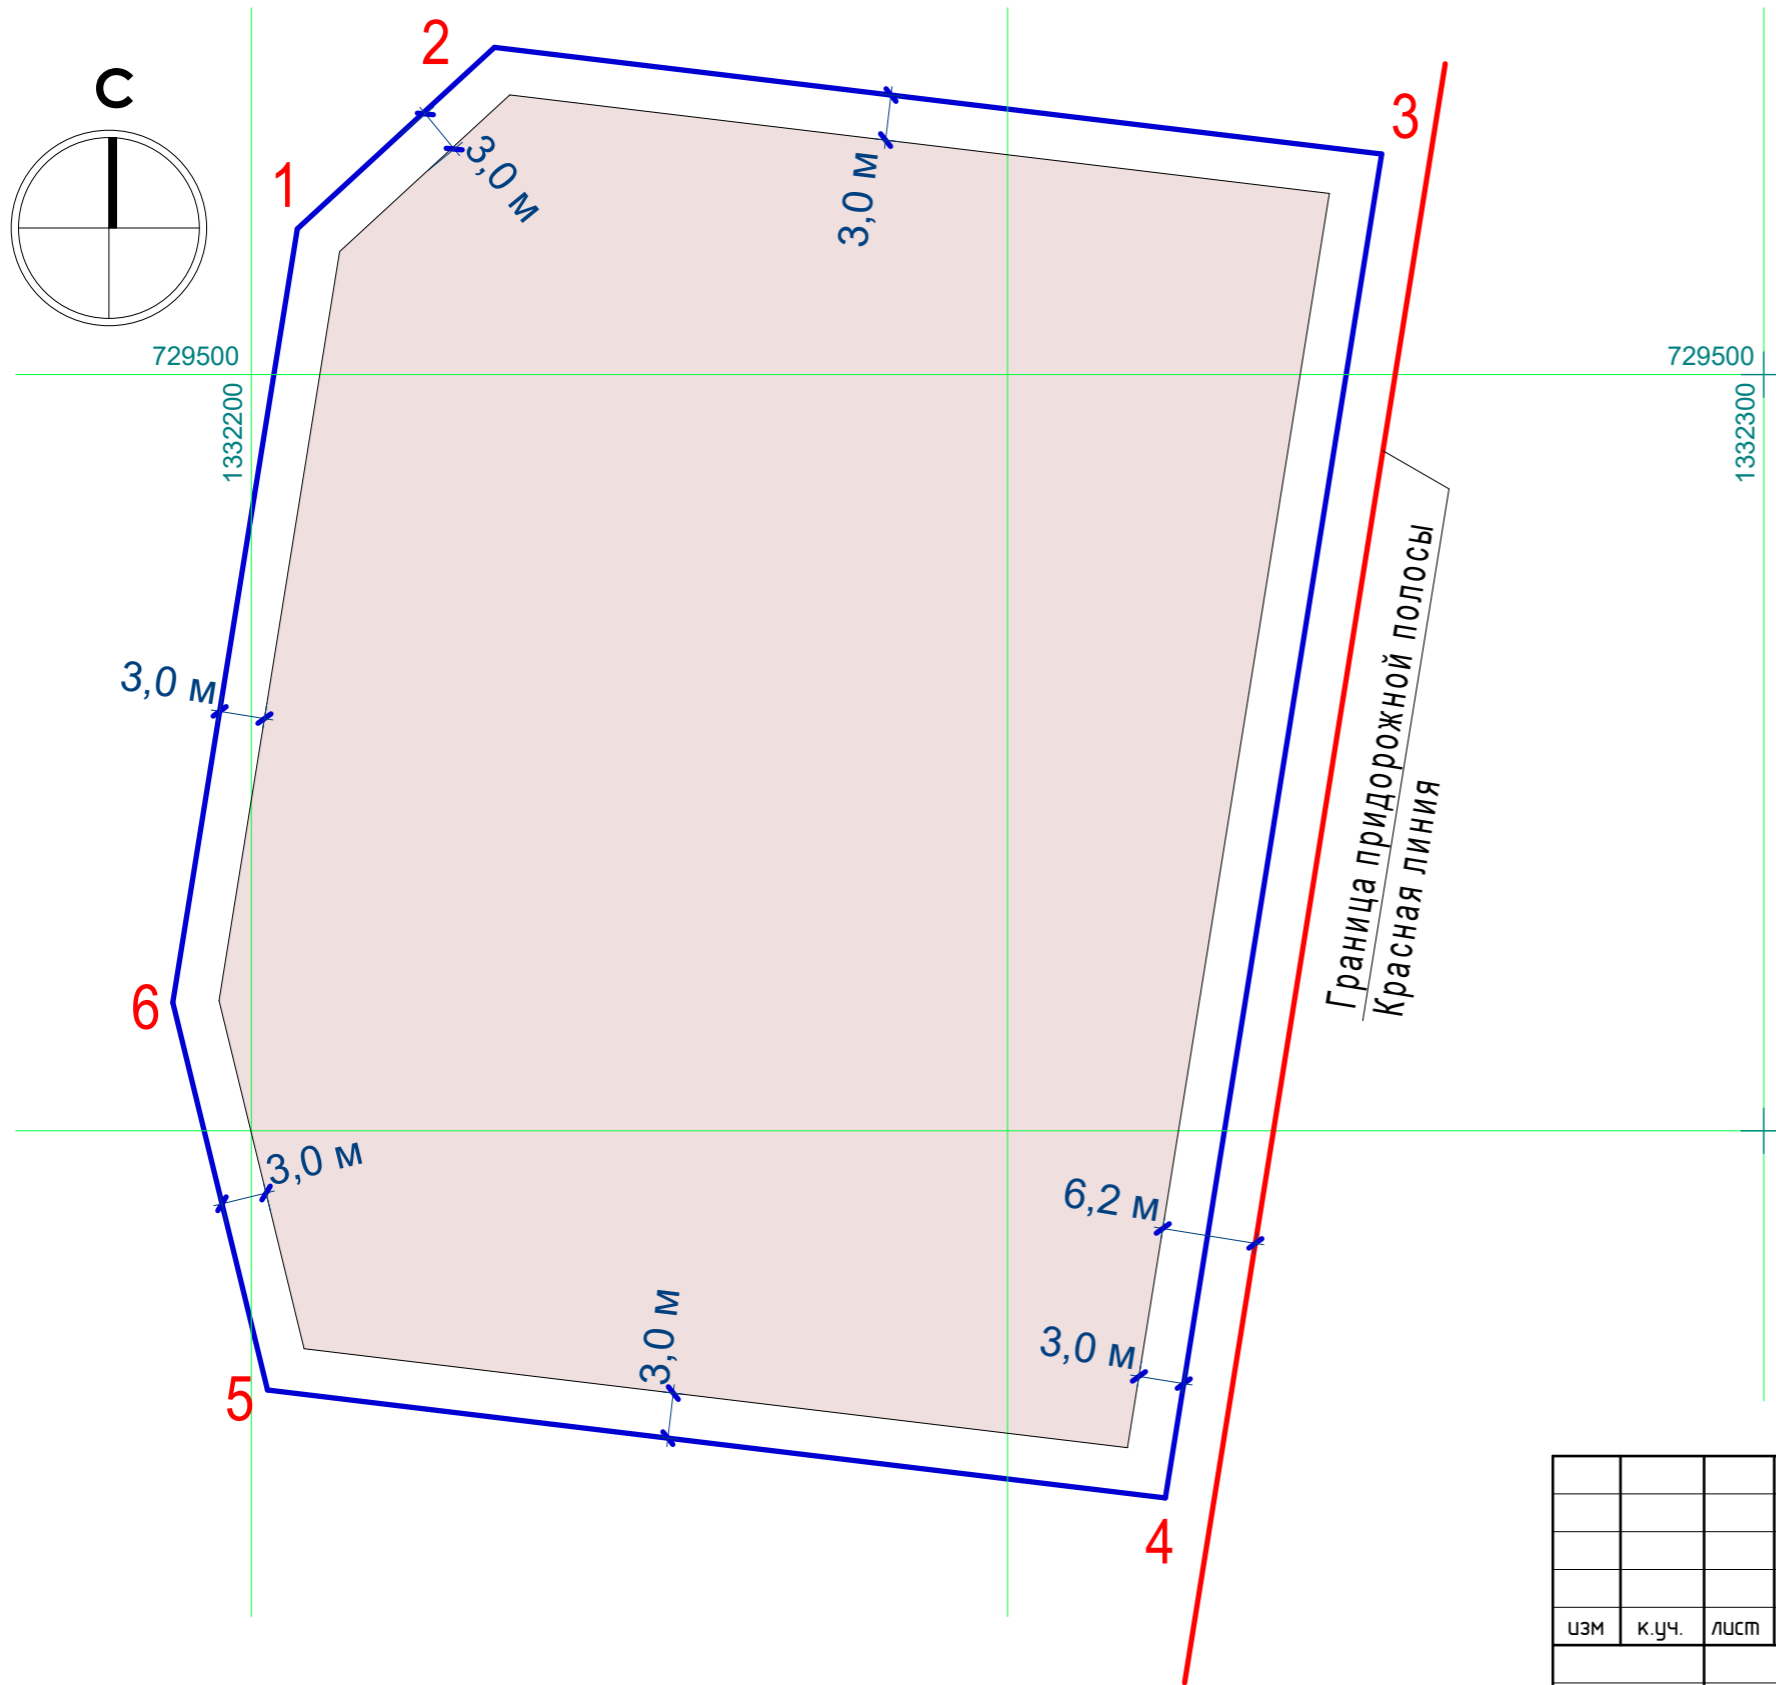 С
2
3
1
3,0 м
3,0 м
729500
729500
1332200
1332300
Граница придорожной полосы
Красная линия
3,0 м
6
3,0 м
6,2 м
3,0 м
3,0 м
5
4
изм к.уч. лист